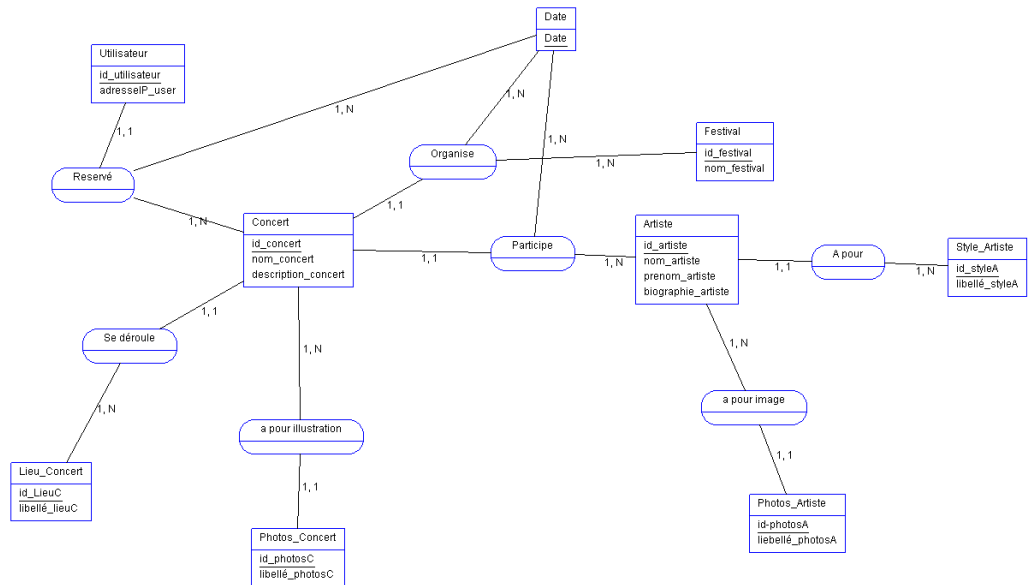 Date
Date
Utilisateur
id_utilisateur
adresseIP_user
1, N
1, N
1, N
1, 1
Festival
id_festival
nom_festival
Organise
1, N
Reservé
1, 1
1, N
Concert
id_concert
nom_concert
description_concert
Participe
1, 1
1, N
Artiste
id_artiste
nom_artiste
prenom_artiste
biographie_artiste
A pour
1, 1
1, N
Style_Artiste
id_styleA
libellé_styleA
1, 1
Se déroule
1, N
1, N
1, N
a pour image
a pour illustration
1, 1
1, 1
Lieu_Concert
id_LieuC
libellé_lieuC
Photos_Concert
id_photosC
libellé_photosC
Photos_Artiste
id-photosA
liebellé_photosA